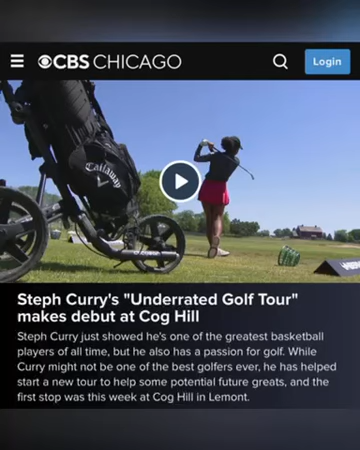 CBS CHICAGO
Login
Callaway
Steph Curry's "Underrated Golf Tour"
makes debut at Cog Hill
Steph Curry just showed he's one of the greatest basketball
players of all time, but he also has a passion for golf. While
Curry might not be one of the best golfers ever, he has helped
start a new tour to help some potential future greats, and the
first stop was this week at Cog Hill in Lemont.